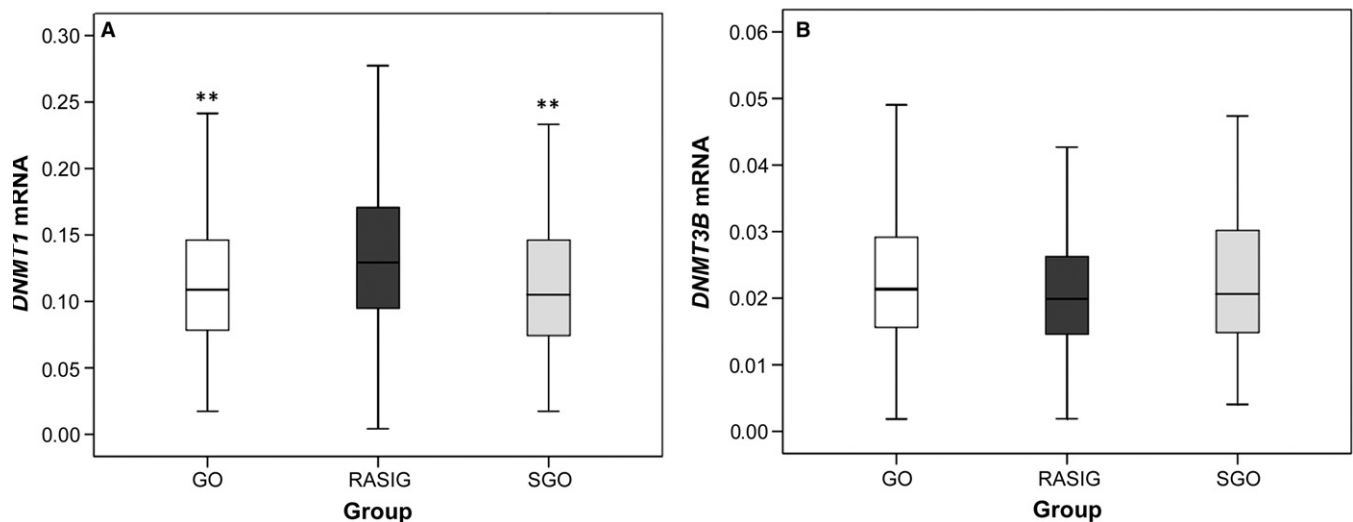 A
DNMT1 mRNA
0.30
0.25
0.20
0.15
0.10
0.05
0.00
**
**
GO RASIG SGO
Group
B
DNMT3B mRNA
0.06
0.05
0.04
0.03
0.02
0.01
0.00
GO RASIG SGO
Group